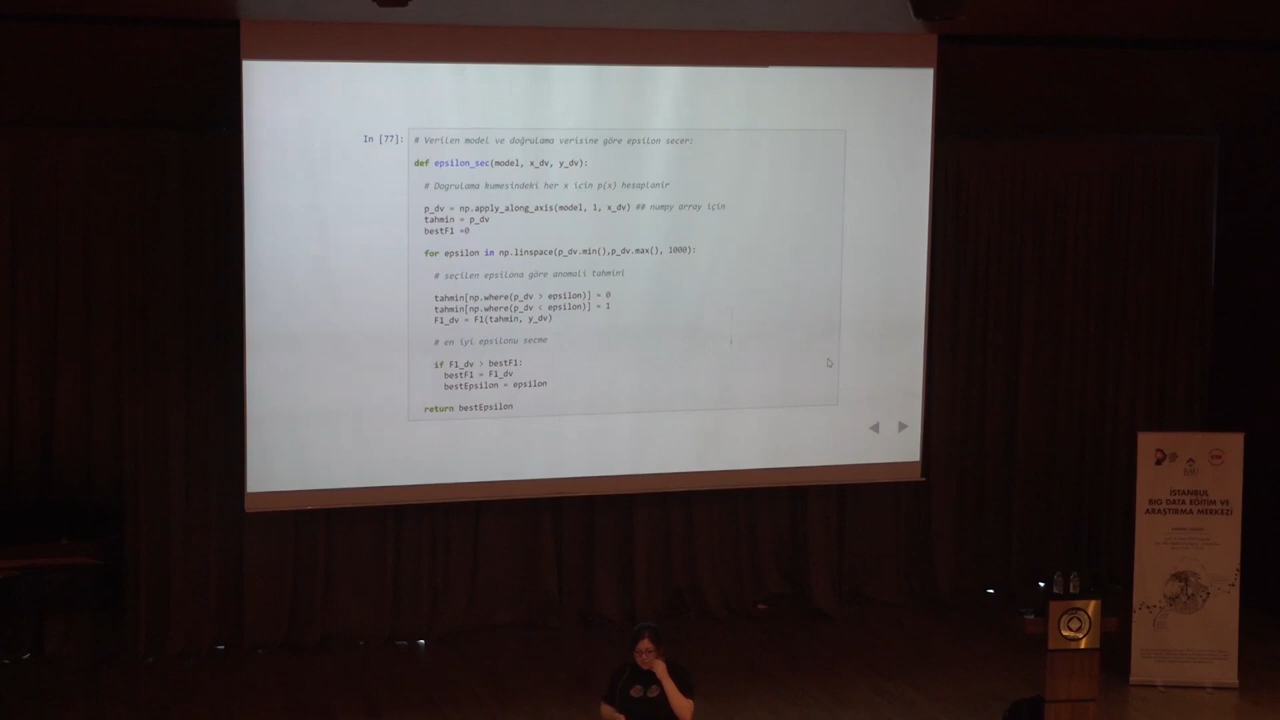 In [77]:
# Verilen model ve doğrulama verisine göre epsilon secer:
def epsilon_sec(model, x_dv, y_dv):
# Dogrulama kumesindeki her x icin p(x) hesaplanir
p_dv = np.apply_along_axis(model, 1, x_dv) ## numpy array için
tahmin = p_dv
bestF1 =0
for epsilon in np.linspace(p_dv.min(),p_dv.max(), 1000):
# seçilen epsilona göre anomali tahmini
tahmin[np.where(p_dv > epsilon)] = 0
tahmin[np.where(p_dv < epsilon)] = 1
F1_dv = F1(tahmin, y_dv)
# en iyi epsilonu secme
if F1_dv > bestF1:
bestF1 = F1_dv
bestEpsilon = epsilon
return bestEpsilon
BAU
İSTANBUL
BIG DATA EĞİTİM VE
ARAŞTIRMA MERKEZİ